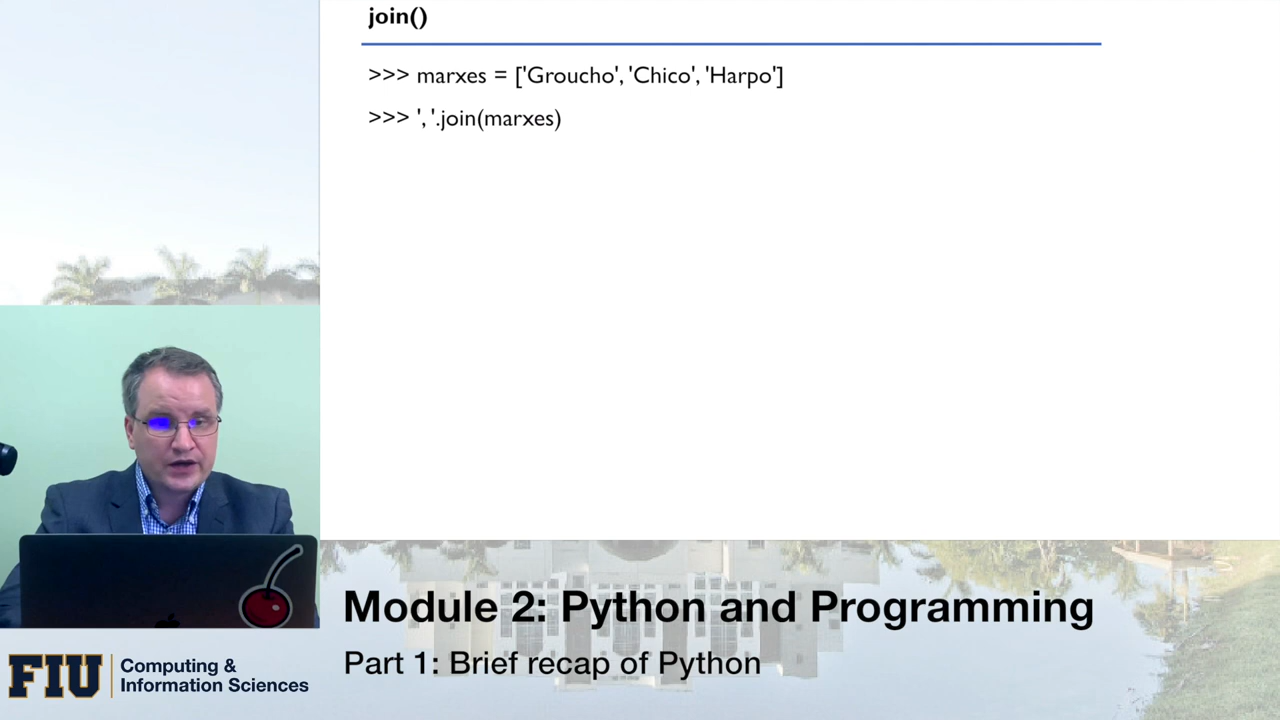 join()
>>> marxes = ['Groucho', 'Chico', 'Harpo']
>>> ', '.join(marxes)
Module 2: Python and Programming
Part 1: Brief recap of Python
FIU
Computing &
Information Sciences